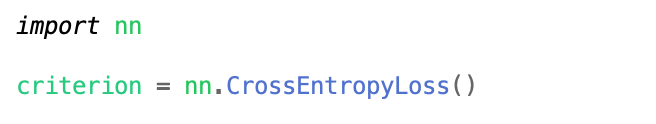 import nn
criterion = nn.CrossEntropyLoss()